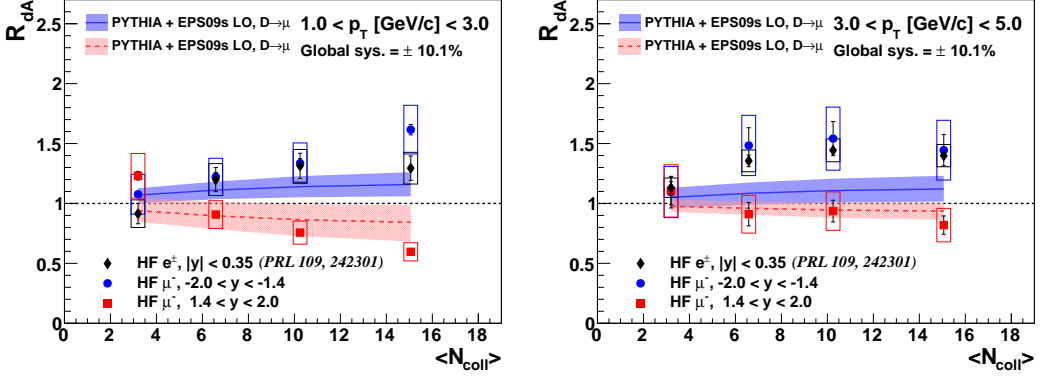 R_dA
PYTHIA + EPS09s LO, D→μ 1.0 < p_T [GeV/c] < 3.0
PYTHIA + EPS09s LO, D→μ Global sys. = ± 10.1%
2.5
2
1.5
1
0.5
0
HF e^±, |y| < 0.35 (PRL 109, 242301)
HF μ^-, -2.0 < y < -1.4
HF μ^-, 1.4 < y < 2.0
0 2 4 6 8 10 12 14 16 18
<N_coll>
R_dA
PYTHIA + EPS09s LO, D→μ 3.0 < p_T [GeV/c] < 5.0
PYTHIA + EPS09s LO, D→μ Global sys. = ± 10.1%
2.5
2
1.5
1
0.5
0
HF e^±, |y| < 0.35 (PRL 109, 242301)
HF μ^-, -2.0 < y < -1.4
HF μ^-, 1.4 < y < 2.0
0 2 4 6 8 10 12 14 16 18
<N_coll>